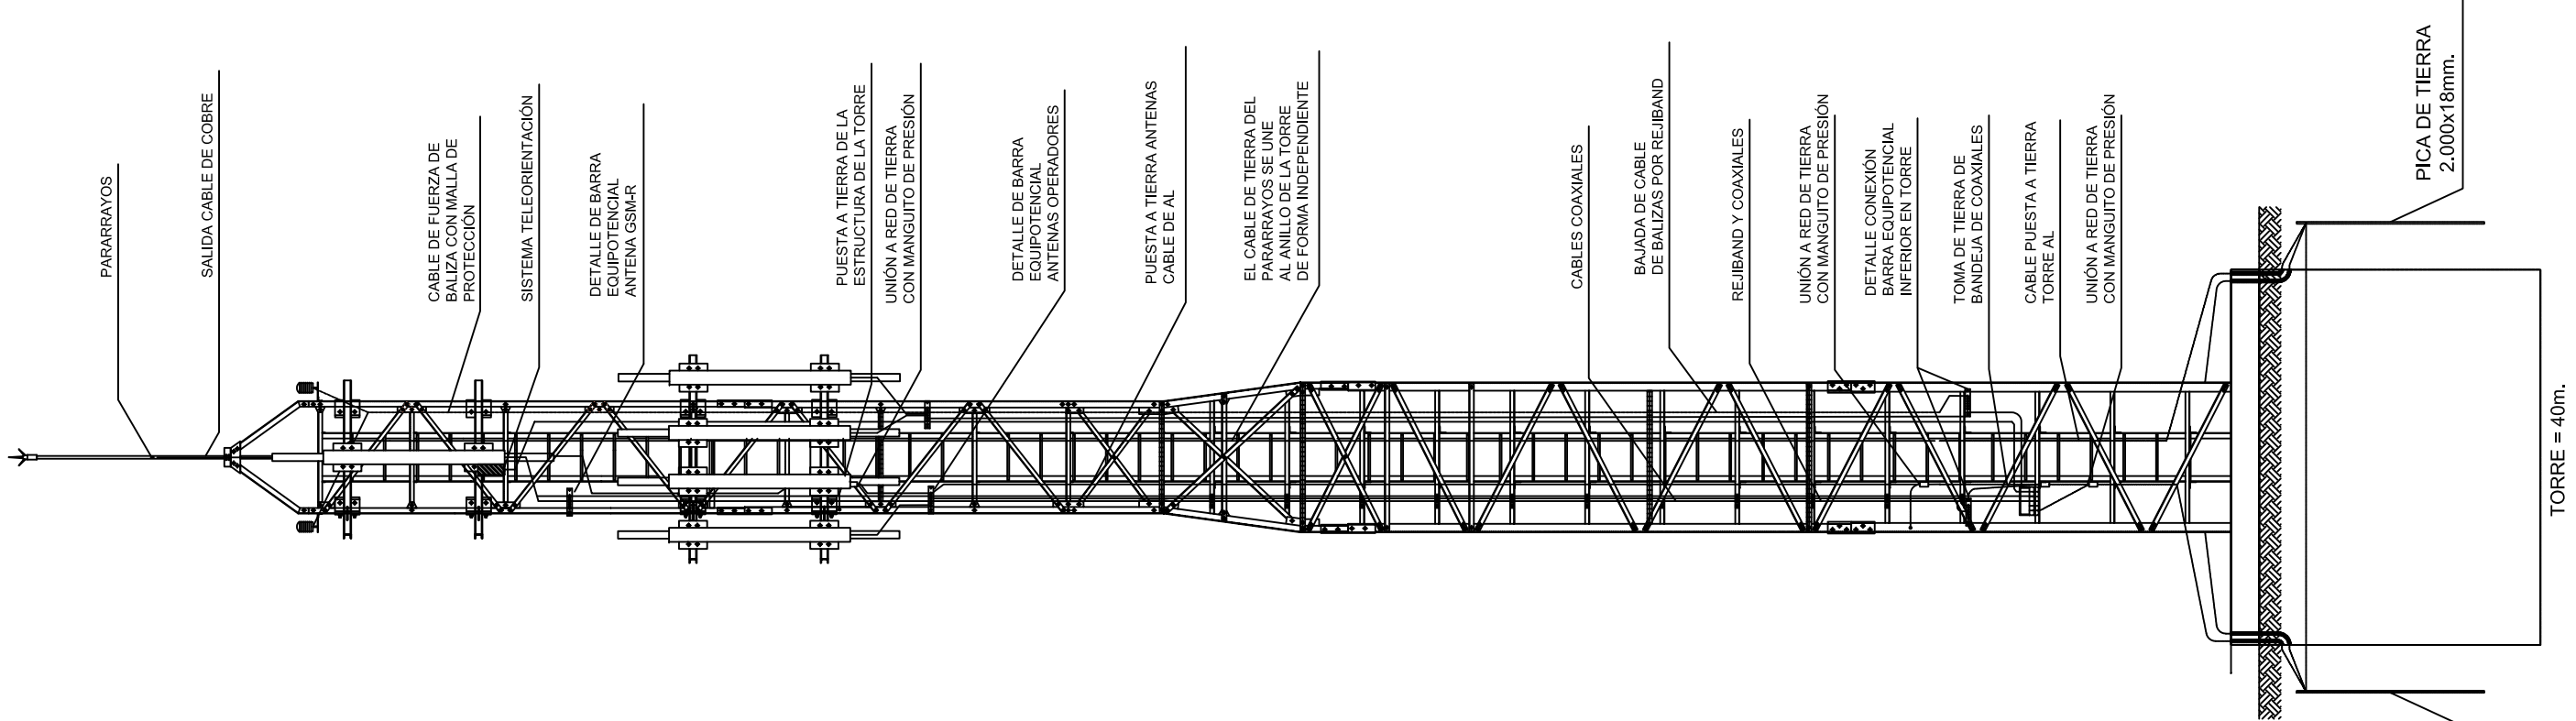 PARARRAYOS
SALIDA CABLE DE COBRE
CABLE DE FUERZA DE
BALIZA CON MALLA DE
PROTECCIÓN
SISTEMA TELEORIENTACIÓN
DETALLE DE BARRA
EQUIPOTENCIAL
ANTENA GSM-R
PUESTA A TIERRA DE LA
ESTRUCTURA DE LA TORRE
UNIÓN A RED DE TIERRA
CON MANGUITO DE PRESIÓN
DETALLE DE BARRA
EQUIPOTENCIAL
ANTENAS OPERADORES
PUESTA A TIERRA ANTENAS
CABLE DE AL
EL CABLE DE TIERRA DEL
PARARRAYOS SE UNE
AL ANILLO DE LA TORRE
DE FORMA INDEPENDIENTE
CABLES COAXIALES
BAJADA DE CABLE
DE BALIZAS POR REJIBAND
REJIBAND Y COAXIALES
UNIÓN A RED DE TIERRA
CON MANGUITO DE PRESIÓN
DETALLE CONEXIÓN
BARRA EQUIPOTENCIAL
INFERIOR EN TORRE
TOMA DE TIERRA DE
BANDEJA DE COAXIALES
CABLE PUESTA A TIERRA
TORRE AL
UNIÓN A RED DE TIERRA
CON MANGUITO DE PRESIÓN
PICA DE TIERRA
2.000x18mm.
TORRE = 40m.